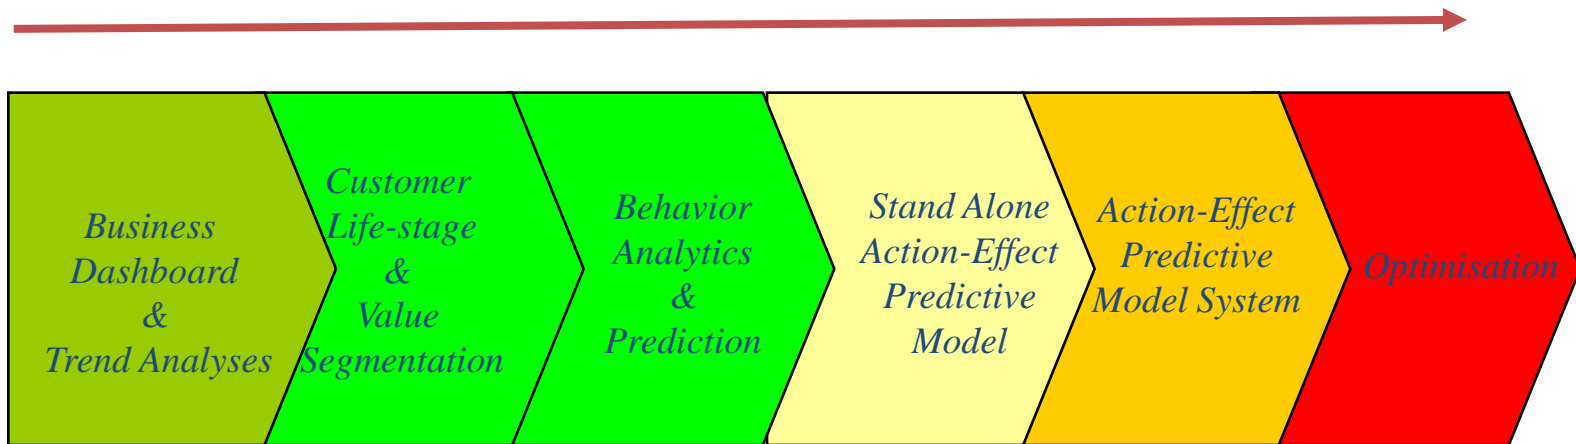 Business
Dashboard
&
Trend Analyses
Customer
Life-stage
&
Value
Segmentation
Behavior
Analytics
&
Prediction
Stand Alone
Action-Effect
Predictive
Model
Action-Effect
Predictive
Model System
Optimisation